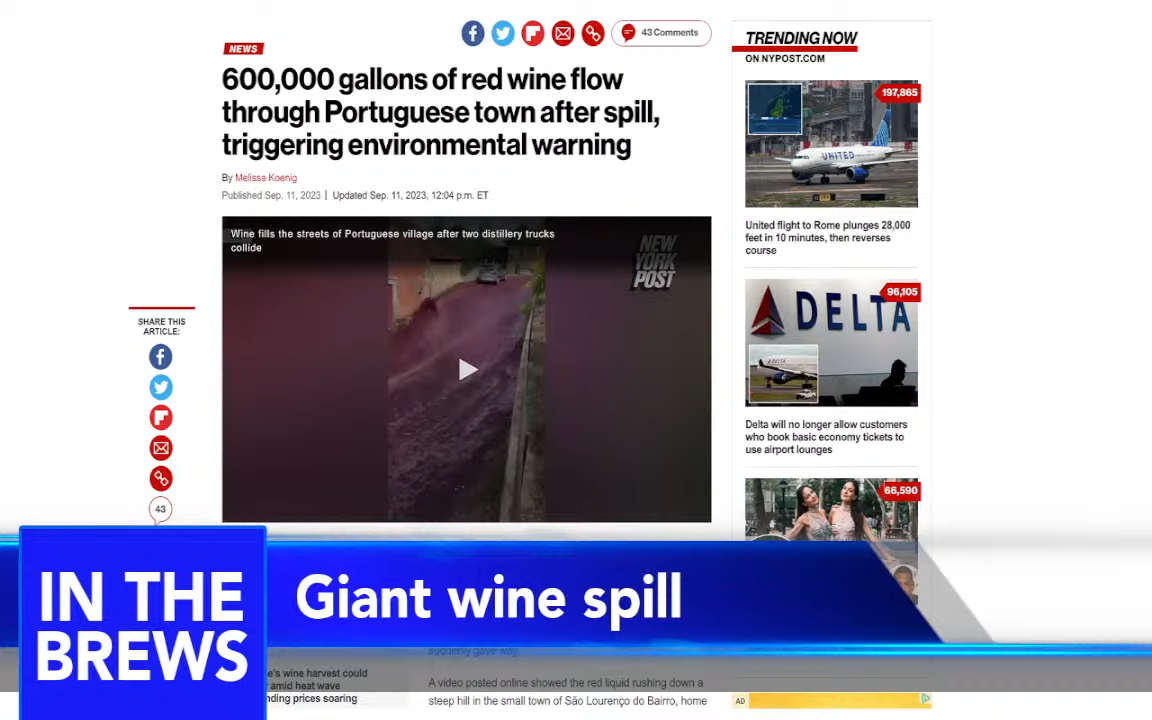 43 Comments
NEWS
600,000 gallons of red wine flow
through Portuguese town after spill,
triggering environmental warning
By Melissa Koenig
Published Sep. 11, 2023 | Updated Sep. 11, 2023, 12:04 p.m. ET
Wine fills the streets of Portuguese village after two distillery trucks
collide
NEW
YORK
POST
SHARE THIS
ARTICLE:
43
TRENDING NOW
ON NYPOST.COM
197,865
UNITED
United flight to Rome plunges 28,000
feet in 10 minutes, then reverses
course
96,105
DELTA
Delta will no longer allow customers
who book basic economy tickets to
use airport lounges
66,590
IN THE
BREWS
Giant wine spill
suddenly gave way.
e's wine harvest could
amid heat wave
nding prices soaring
A video posted online showed the red liquid rushing down a
steep hill in the small town of São Lourenço do Bairro, home
AD